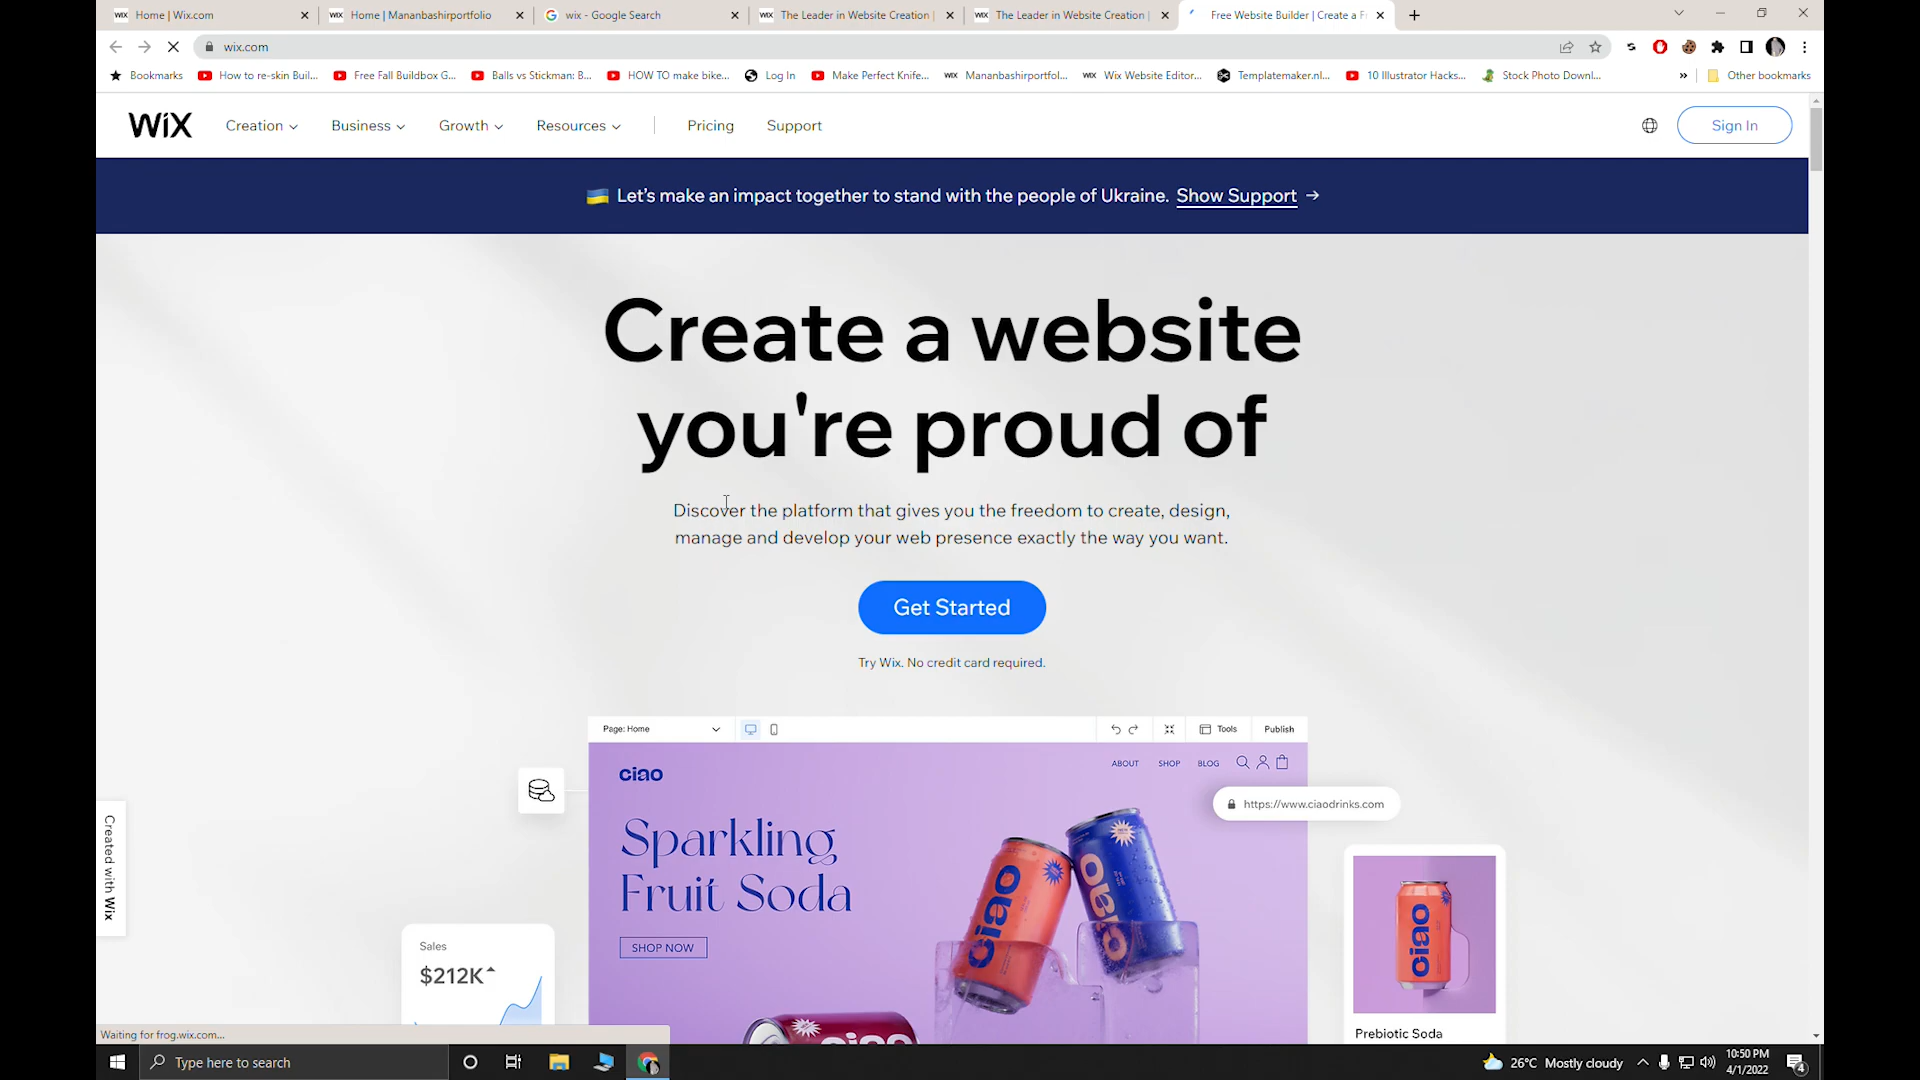 Home | Wix.com
Home | Mananbashirportfolio
wix - Google Search
The Leader in Website Creation |
The Leader in Website Creation |
Free Website Builder | Create a F
wix.com
Bookmarks
How to re-skin Buil...
Free Fall Buildbox G...
Balls vs Stickman: B...
HOW TO make bike...
Log In
Make Perfect Knife...
Mananbashirportfol...
Wix Website Editor...
Templatemaker.nl...
10 Illustrator Hacks...
Stock Photo Downl...
»
Other bookmarks
WiX
Creation
Business
Growth
Resources
Pricing
Support
Sign In
Let's make an impact together to stand with the people of Ukraine. Show Support →
Create a website
you're proud of
Discover the platform that gives you the freedom to create, design,
manage and develop your web presence exactly the way you want.
Get Started
Try Wix. No credit card required.
Page: Home
Tools
Publish
ciao
ABOUT
SHOP
BLOG
https://www.ciaodrinks.com
Sparkling
Fruit Soda
SHOP NOW
ciao
ciao
ciao
Created with Wix
Sales
$212K
Prebiotic Soda
Waiting for frog.wix.com...
Type here to search
26°C Mostly cloudy
10:50 PM
4/1/2022
4